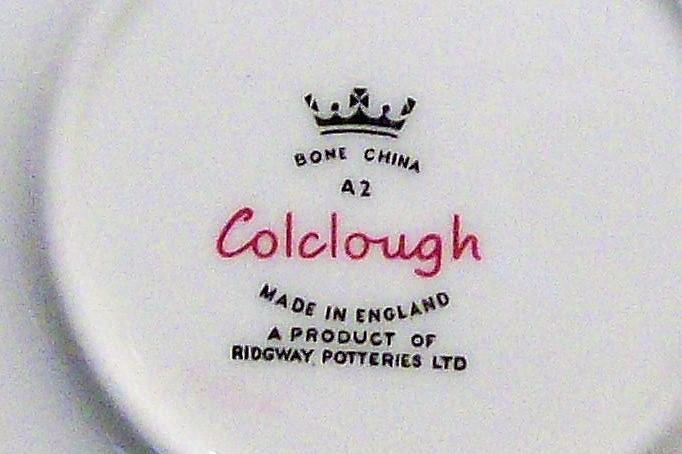 BONE CHINA
A2
Colclough
MADE IN ENGLAND
A PRODUCT OF
RIDGWAY POTTERIES LTD